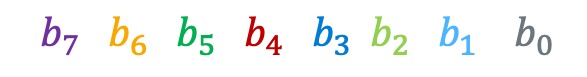 b₇ b₆ b₅ b₄ b₃ b₂ b₁ b₀